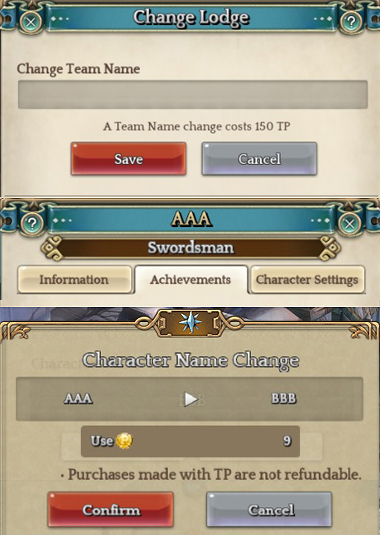 Change Lodge
Change Team Name
A Team Name change costs 150 TP
Save Cancel
?
AAA
Swordsman
Information Achievements Character Settings
Character Name Change
AAA BBB
Use 9
· Purchases made with TP are not refundable.
Confirm Cancel